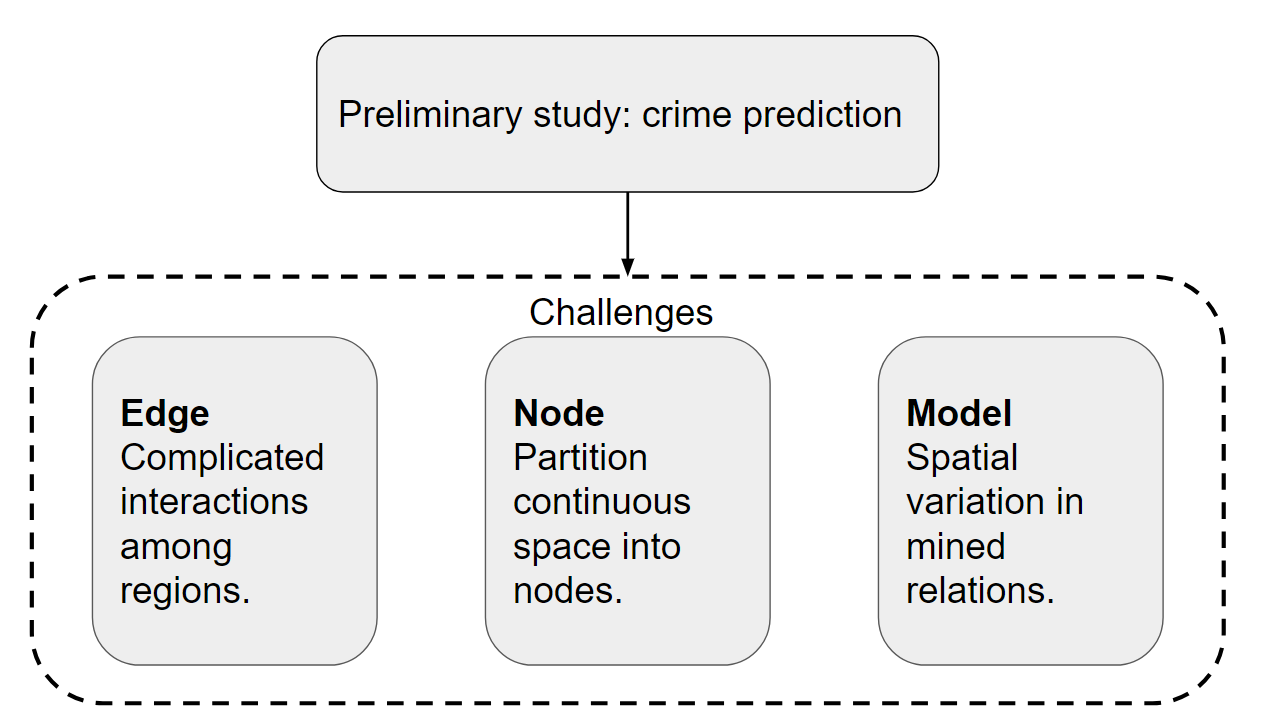 Preliminary study: crime prediction
Challenges
Edge
Complicated
interactions
among
regions.
Node
Partition
continuous
space into
nodes.
Model
Spatial
variation in
mined
relations.